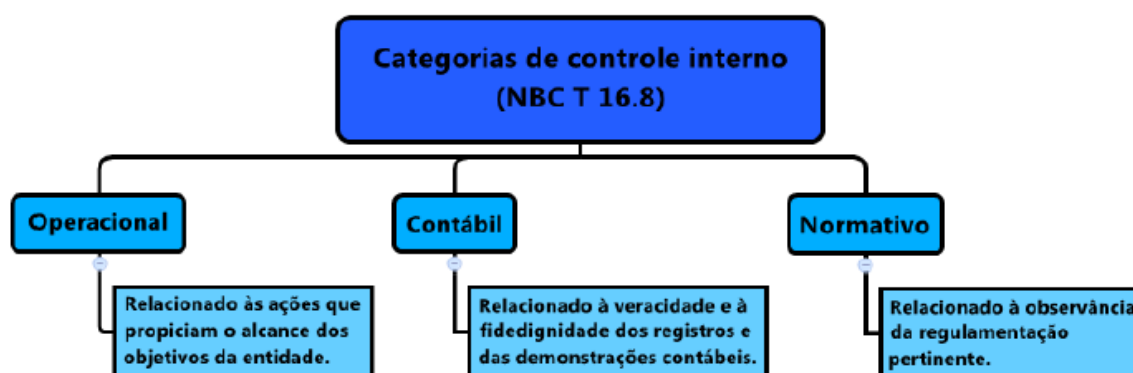 Categorias de controle interno
(NBC T 16.8)
Operacional
Contábil
Normativo
Relacionado às ações que
propiciam o alcance dos
objetivos da entidade.
Relacionado à veracidade e à
fidedignidade dos registros e
das demonstrações contábeis.
Relacionado à observância
da regulamentação
pertinente.